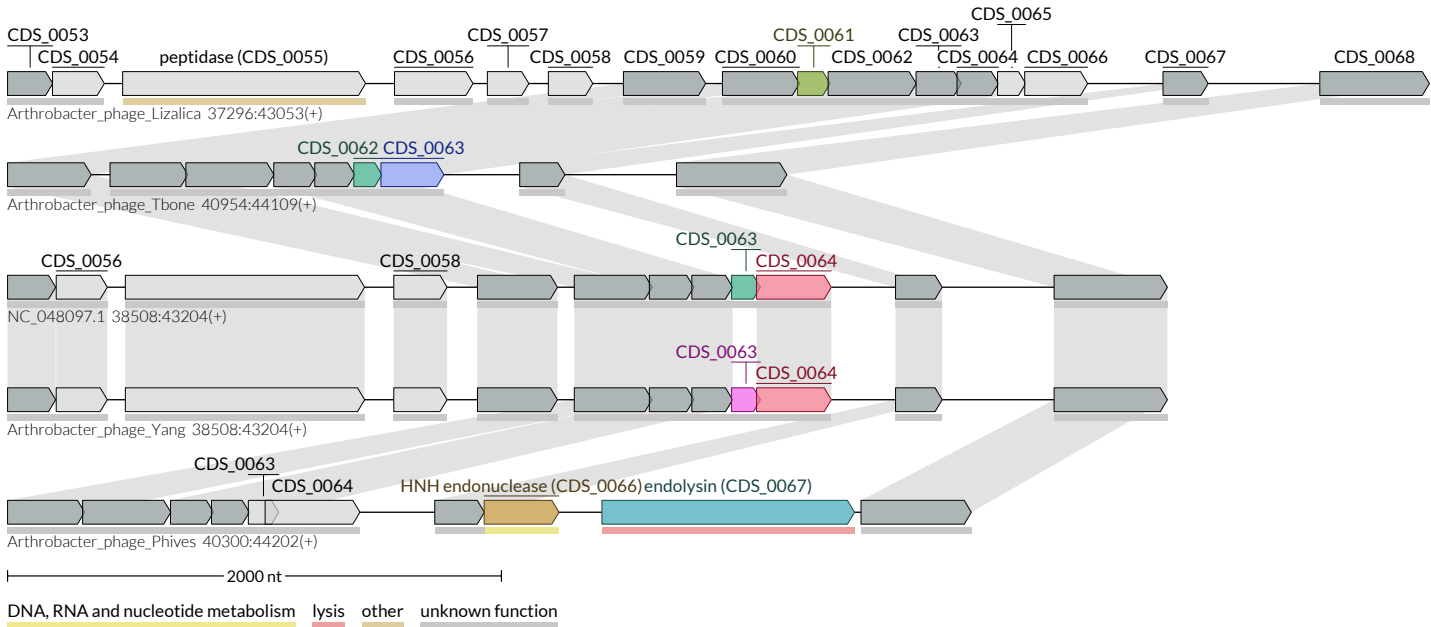 CDS_0065
CDS_0053 CDS_0057 CDS_0061 CDS_0063
CDS_0054 peptidase (CDS_0055) CDS_0056 CDS_0058 CDS_0059 CDS_0060 CDS_0062 CDS_0064 CDS_0066 CDS_0067 CDS_0068
Arthrobacter_phage_Lizalica 37296:43053(+)
CDS_0062 CDS_0063
Arthrobacter_phage_Tbone 40954:44109(+)
CDS_0063
CDS_0056 CDS_0058 CDS_0064
NC_048097.1 38508:43204(+)
CDS_0063
CDS_0064
Arthrobacter_phage_Yang 38508:43204(+)
CDS_0063
CDS_0064 HNH endonuclease (CDS_0066) endolysin (CDS_0067)
Arthrobacter_phage_Phives 40300:44202(+)
2000 nt
DNA, RNA and nucleotide metabolism lysis other unknown function